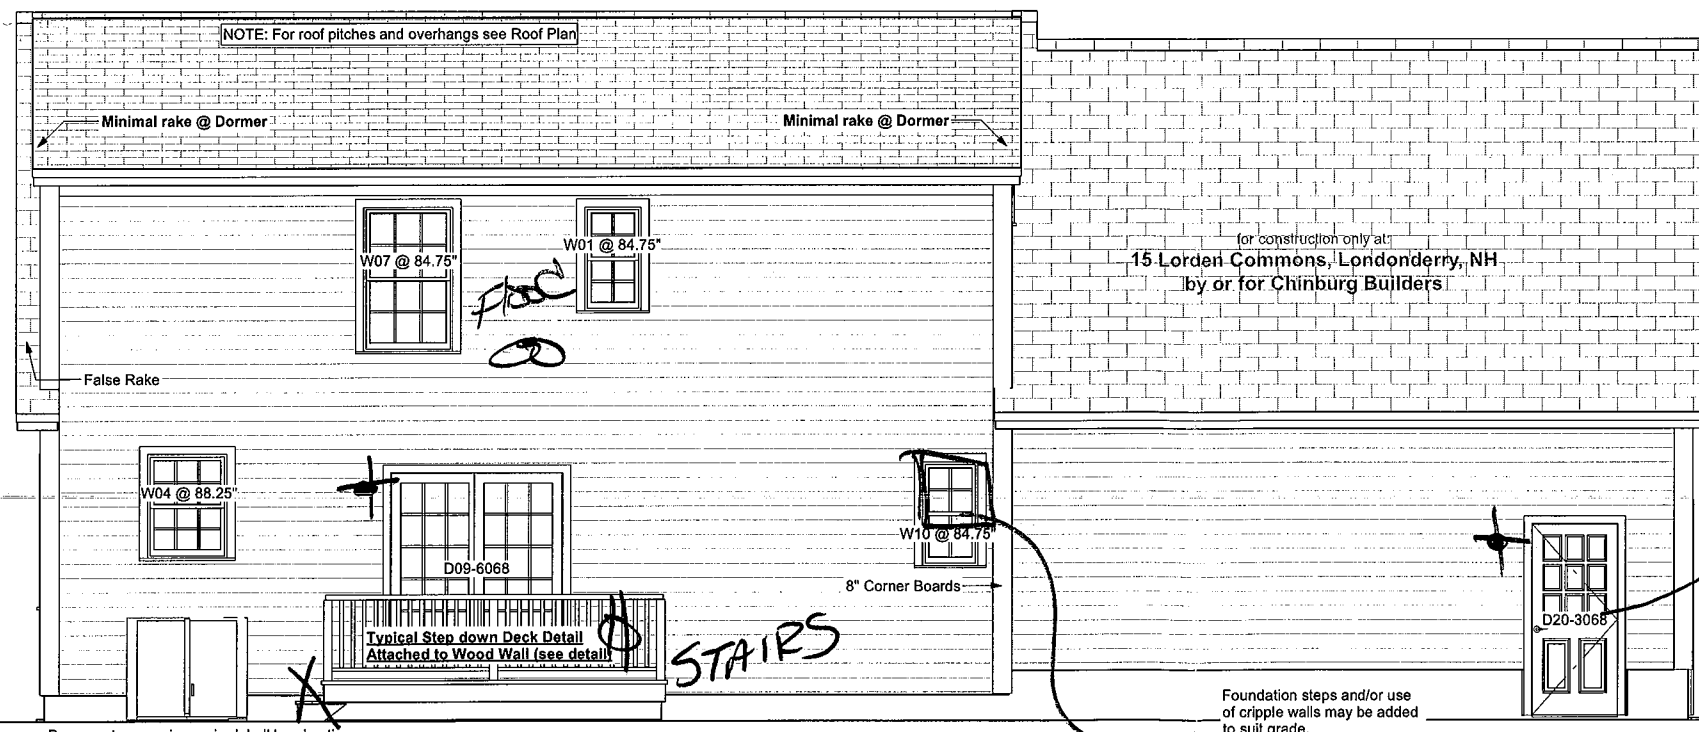 NOTE: For roof pitches and overhangs see Roof Plan
Minimal rake @ Dormer
Minimal rake @ Dormer
W07 @ 84.75"
W01 @ 84.75"
for construction only at:
15 Lorden Commons, Londonderry, NH
by or for Chinburg Builders
False Rake
W04 @ 88.25"
D09-6068
W10 @ 84.75"
8" Corner Boards
D20-3068
Typical Step down Deck Detail
Attached to Wood Wall (see detail
STAIRS
Foundation steps and/or use
of cripple walls may be added
to suit grade.